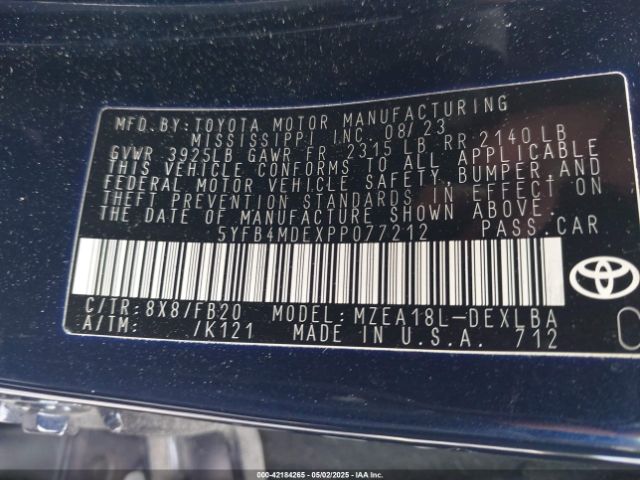 MFD.BY: TOYOTA MOTOR MANUFACTURING
MISSISSIPPI INC. 08/23
GVWR 3925LB GAWR FR 2315 LB RR 2140 LB
THIS VEHICLE CONFORMS TO ALL APPLICABLE
FEDERAL MOTOR VEHICLE SAFETY, BUMPER, AND
THEFT PREVENTION STANDARDS IN EFFECT ON
THE DATE OF MANUFACTURE SHOWN ABOVE.
5YFB4MDEXPP077212 PASS.CAR
C/TR: 8X8/FB20 MODEL: MZEA18L-DEXLBA
A/TM: /K121 MADE IN U.S.A. 712
000-42184265 - 05/02/2025 - IAA Inc.